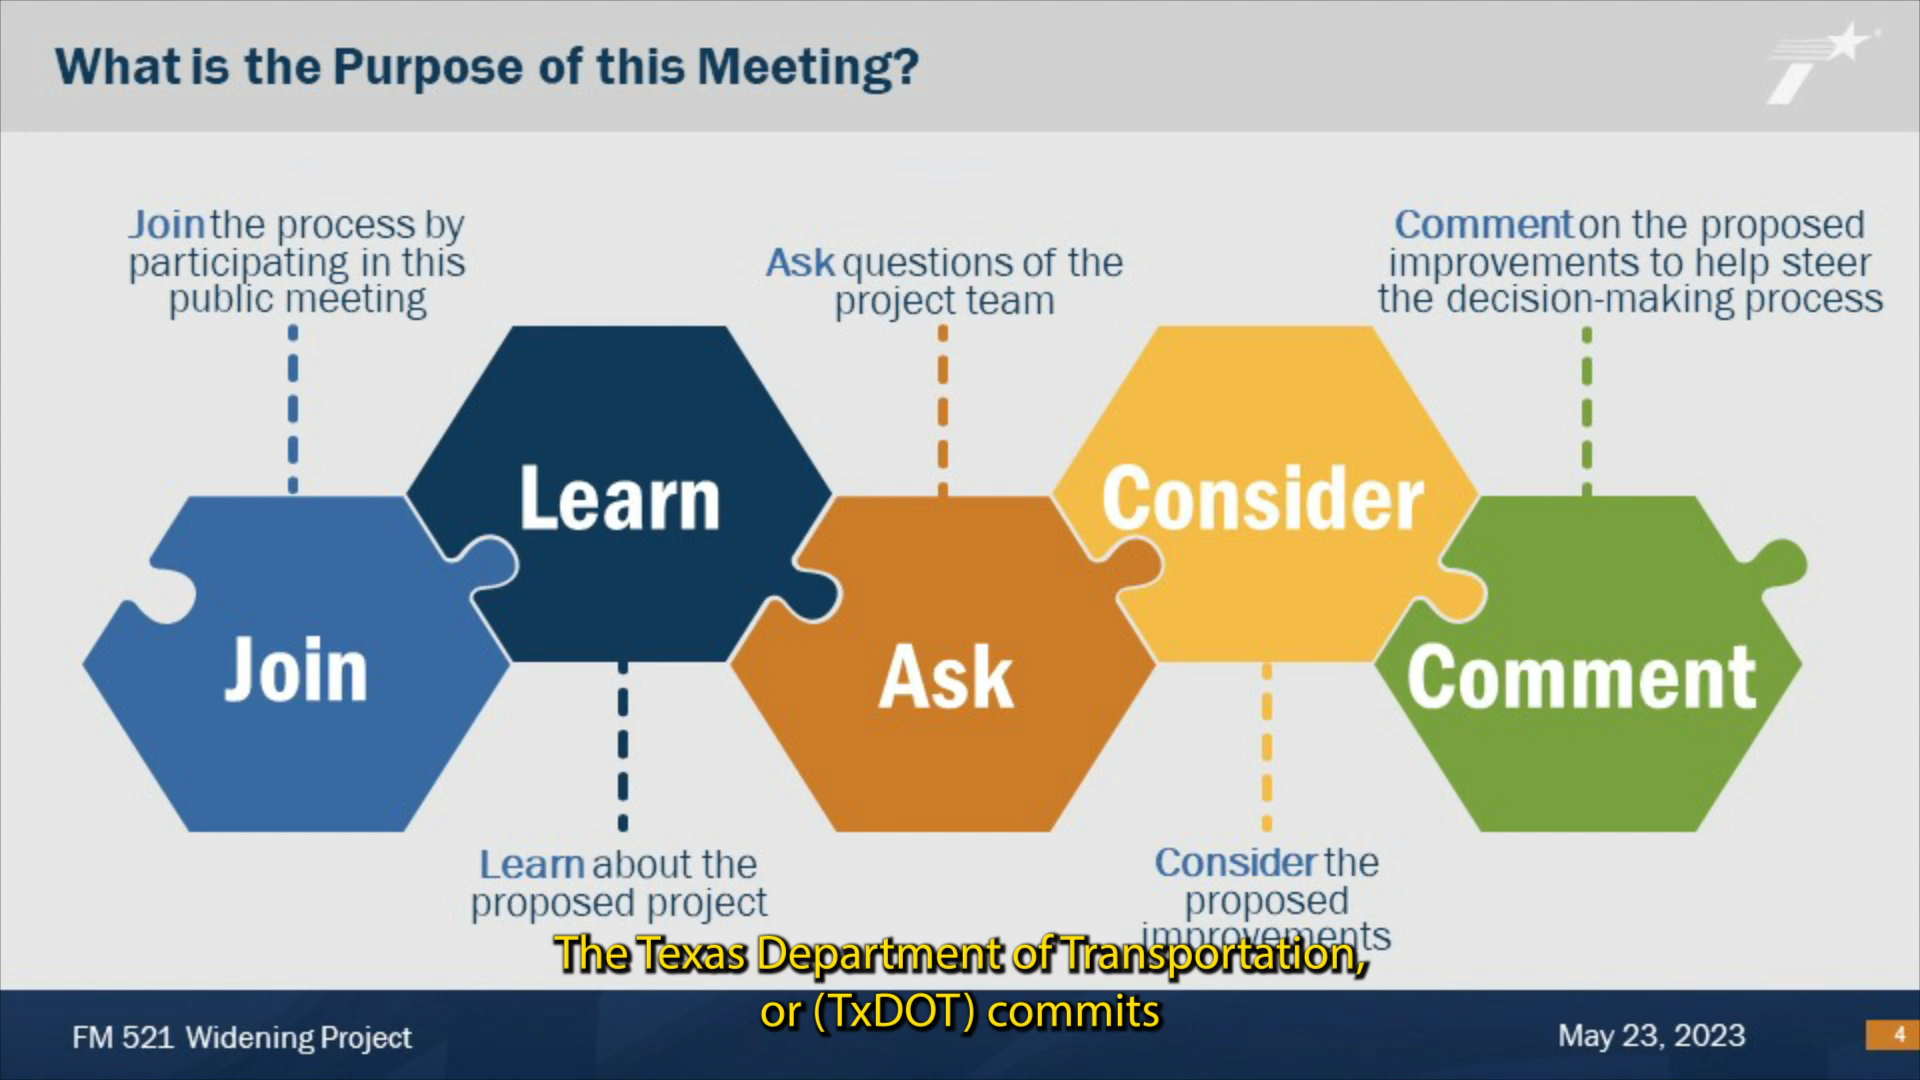 What is the Purpose of this Meeting?
Join the process by
participating in this
public meeting
Ask questions of the
project team
Comment on the proposed
improvements to help steer
the decision-making process
Learn
Consider
Join
Ask
Comment
Learn about the
proposed project
Consider the
proposed
improvements
The Texas Department of Transportation,
or (TxDOT) commits
FM 521 Widening Project
May 23, 2023
4